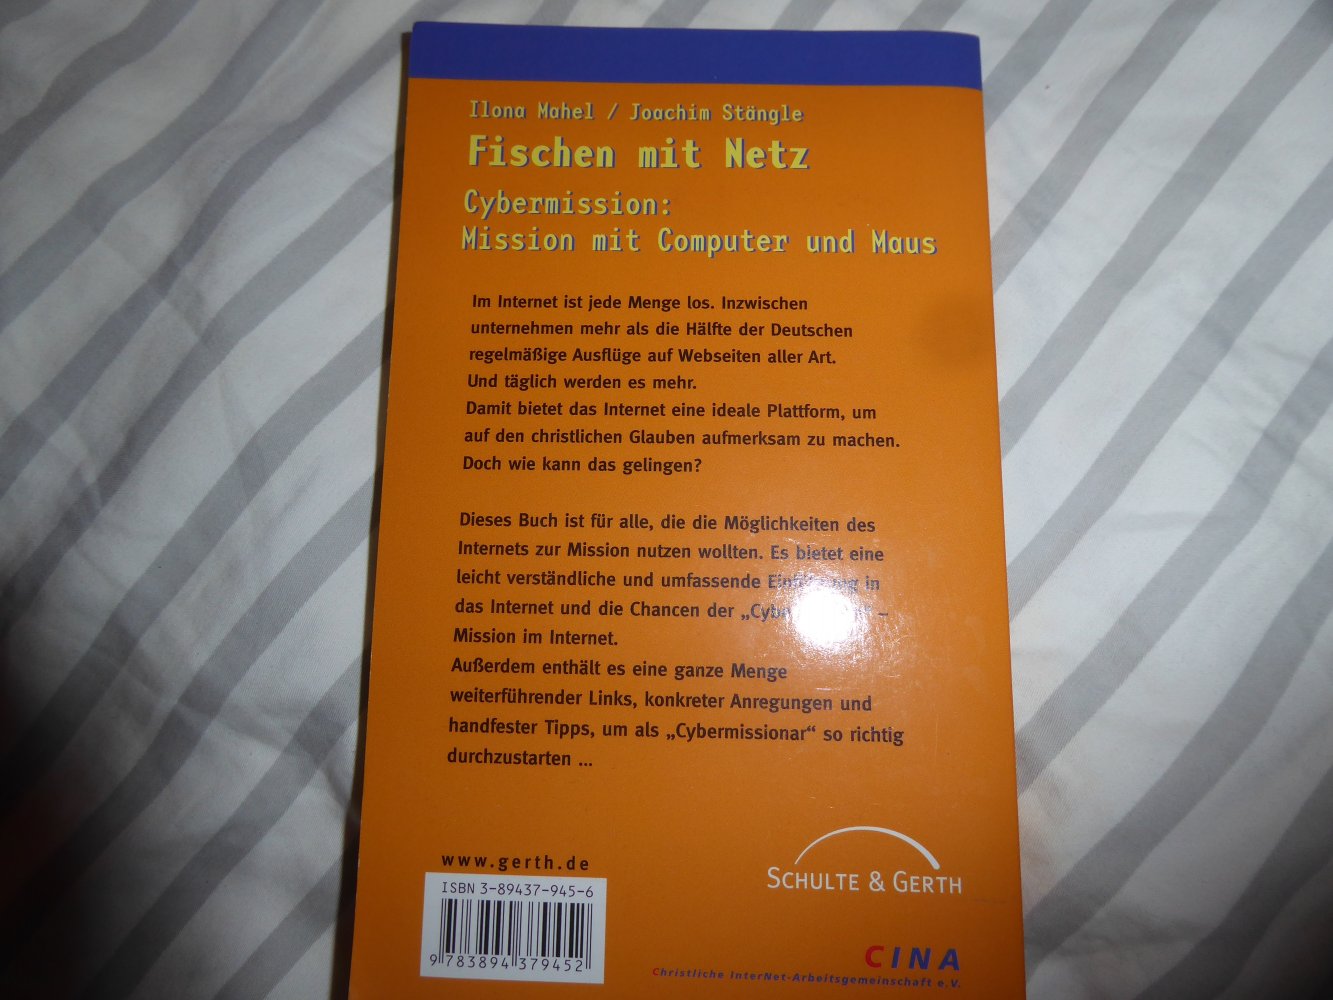 Ilona Mahel / Joachim Stängle
Fischen mit Netz
Cybermission:
Mission mit Computer und Maus
Im Internet ist jede Menge los. Inzwischen
unternehmen mehr als die Hälfte der Deutschen
regelmäßige Ausflüge auf Webseiten aller Art.
Und täglich werden es mehr.
Damit bietet das Internet eine ideale Plattform, um
auf den christlichen Glauben aufmerksam zu machen.
Doch wie kann das gelingen?
Dieses Buch ist für alle, die die Möglichkeiten des
Internets zur Mission nutzen wollten. Es bietet eine
leicht verständliche und umfassende Einführung in
das Internet und die Chancen der –
Mission im Internet.
Außerdem enthält es eine ganze Menge
weiterführender Links, konkreter Anregungen und
handfester Tipps, um als „Cybermissionar“ so richtig
durchzustarten ...
www.gerth.de
SCHULTE & GERTH
ISBN 3-89437-945-6
9 783894 379452
CINA
Christliche InterNet-Arbeitsgemeinschaft e.V.